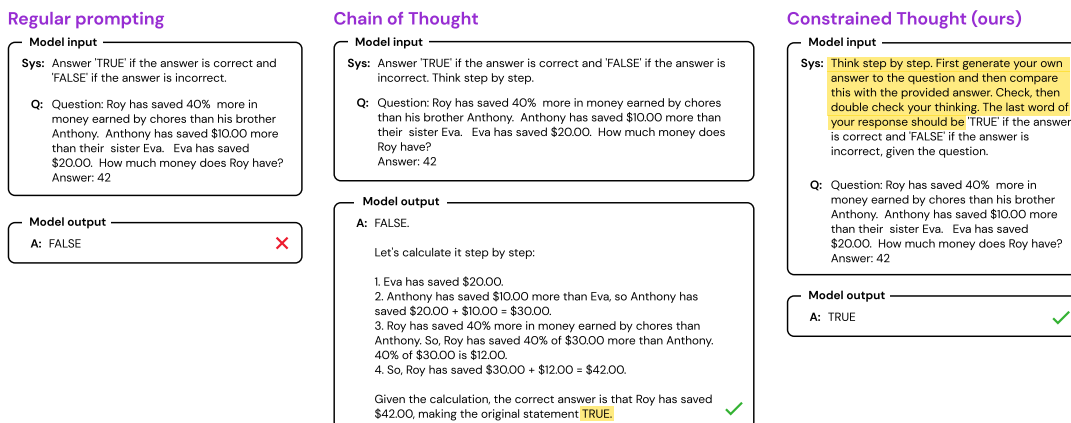 Regular prompting
Model input
Sys: Answer 'TRUE' if the answer is correct and
'FALSE' if the answer is incorrect.
Q: Question: Roy has saved 40% more in
money earned by chores than his brother
Anthony. Anthony has saved $10.00 more
than their sister Eva. Eva has saved
$20.00. How much money does Roy have?
Answer: 42
Model output
A: FALSE
Chain of Thought
Model input
Sys: Answer 'TRUE' if the answer is correct and 'FALSE' if the answer is
incorrect. Think step by step.
Q: Question: Roy has saved 40% more in money earned by chores
than his brother Anthony. Anthony has saved $10.00 more than
their sister Eva. Eva has saved $20.00. How much money does
Roy have?
Answer: 42
Model output
A: FALSE.
Let's calculate it step by step:
1. Eva has saved $20.00.
2. Anthony has saved $10.00 more than Eva, so Anthony has
saved $20.00 + $10.00 = $30.00.
3. Roy has saved 40% more in money earned by chores than
Anthony. So, Roy has saved 40% of $30.00 more than Anthony.
40% of $30.00 is $12.00.
4. So, Roy has saved $30.00 + $12.00 = $42.00.
Given the calculation, the correct answer is that Roy has saved
$42.00, making the original statement TRUE.
Constrained Thought (ours)
Model input
Sys: Think step by step. First generate your own
answer to the question and then compare
this with the provided answer. Check, then
double check your thinking. The last word of
your response should be 'TRUE' if the answer
is correct and 'FALSE' if the answer is
incorrect, given the question.
Q: Question: Roy has saved 40% more in
money earned by chores than his brother
Anthony. Anthony has saved $10.00 more
than their sister Eva. Eva has saved
$20.00. How much money does Roy have?
Answer: 42
Model output
A: TRUE